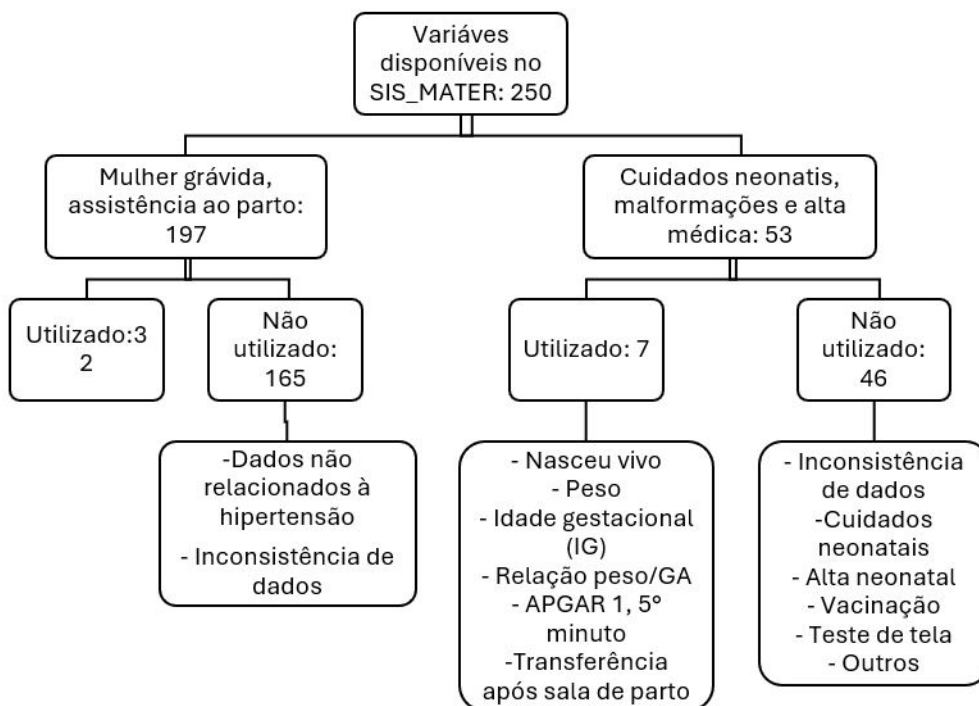 Variáves
disponíveis no
SIS_MATER: 250
Mulher grávida,
assistência ao parto:
197
Cuidados neonatis,
malformações e alta
médica: 53
Utilizado:3
2
Não
utilizado:
165
Utilizado: 7
Não
utilizado:
46
-Dados não
relacionados à
hipertensão
- Inconsistência de
dados
- Nasceu vivo
- Peso
- Idade gestacional
(IG)
- Relação peso/GA
- APGAR 1, 5°
minuto
-Transferência
após sala de parto
- Inconsistência
de dados
-Cuidados
neonatais
- Alta neonatal
- Vacinação
- Teste de tela
- Outros